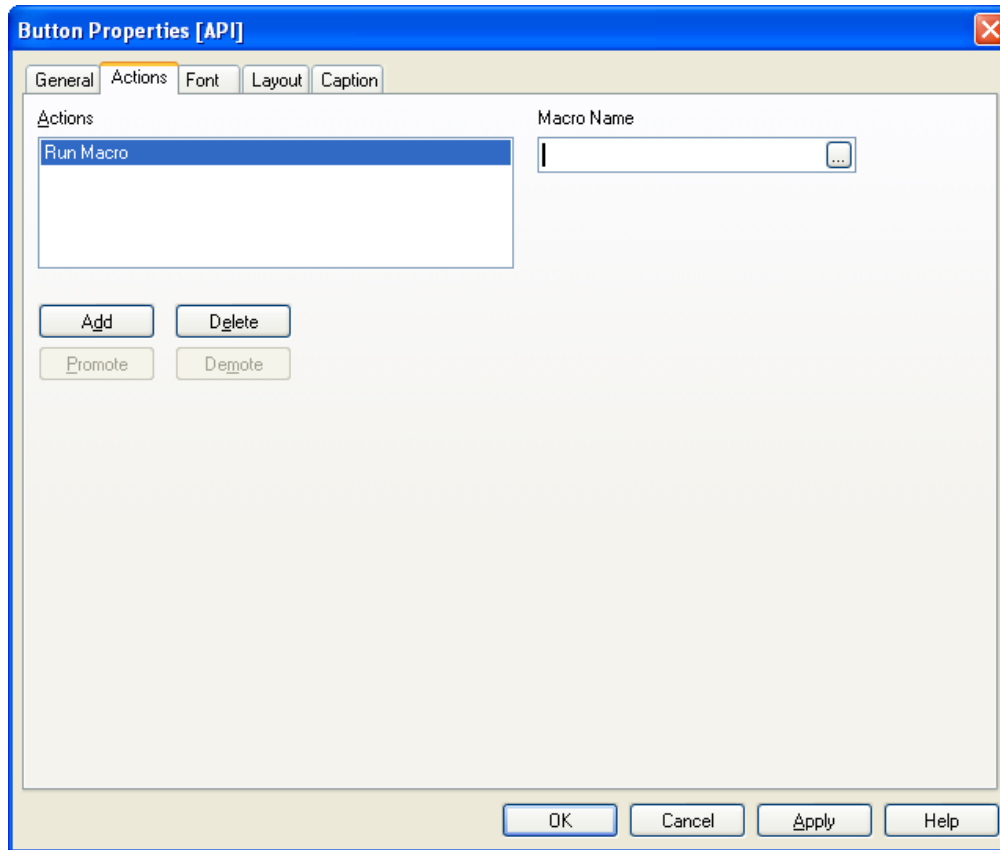 Button Properties [API]
General Actions Font Layout Caption
Actions Macro Name
Run Macro ...
Add Delete
Promote Demote
OK Cancel Apply Help